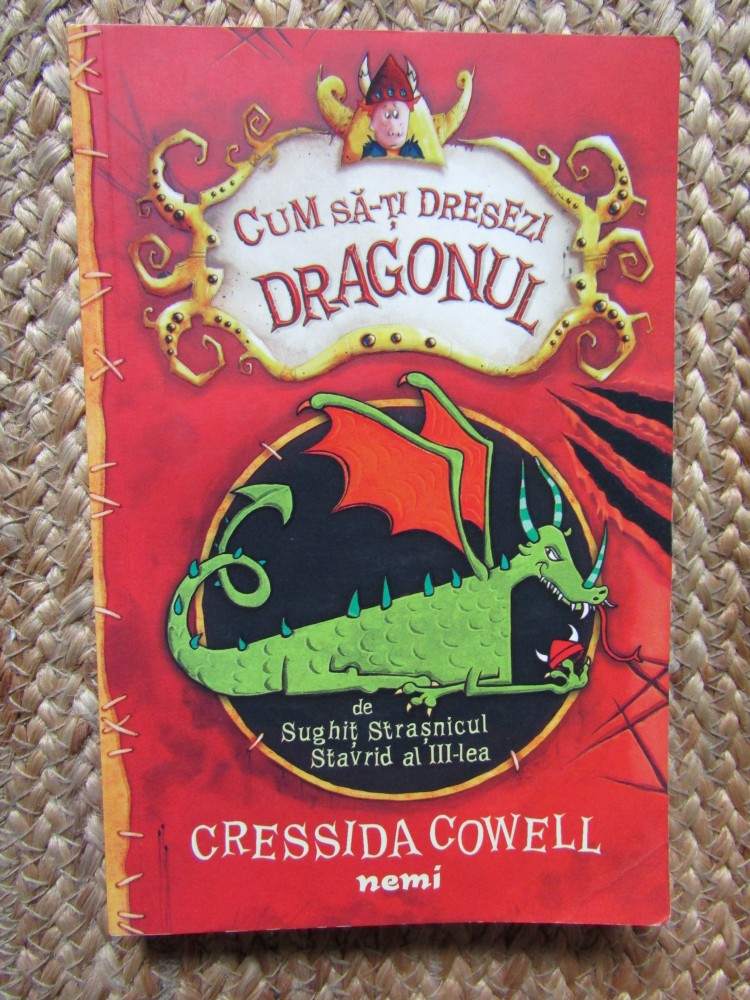 CUM SĂ-ȚI DRESEZI
DRAGONUL
de
Sughiț Strașnicul
Stavrid al III-lea
CRESSIDA COWELL
nemi